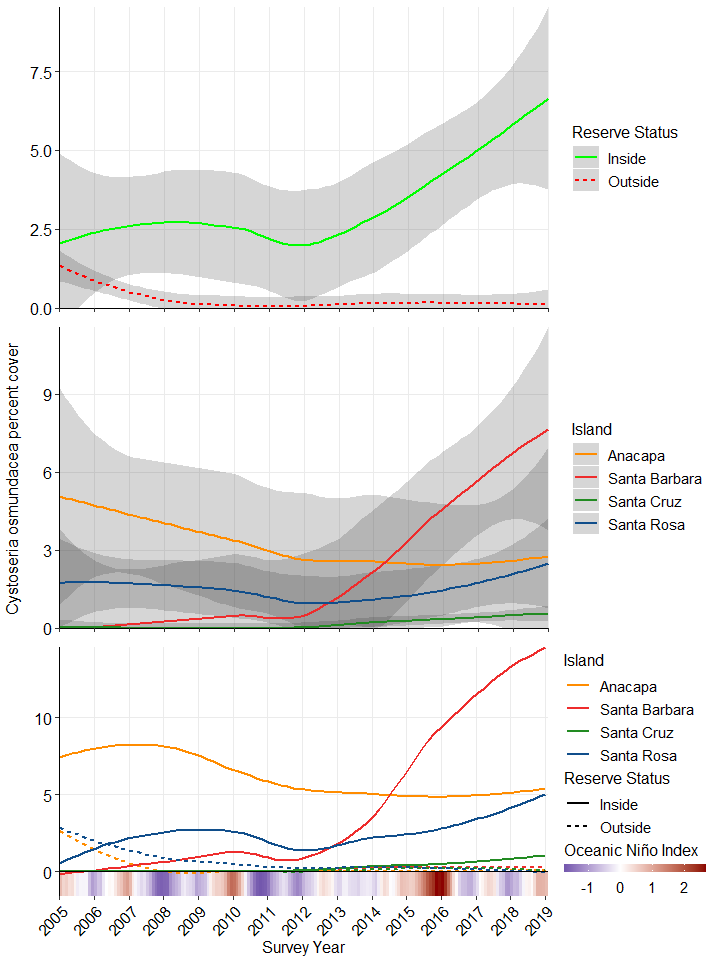 7.5
5.0
2.5
0.0
Reserve Status
Inside
Outside
Cystoseria osmundacea percent cover
9
6
3
0
Island
Anacapa
Santa Barbara
Santa Cruz
Santa Rosa
10
5
0
Island
Anacapa
Santa Barbara
Santa Cruz
Santa Rosa
Reserve Status
Inside
Outside
Oceanic Niño Index
-1 0 1 2
2005 2006 2007 2008 2009 2010 2011 2012 2013 2014 2015 2016 2017 2018 2019
Survey Year